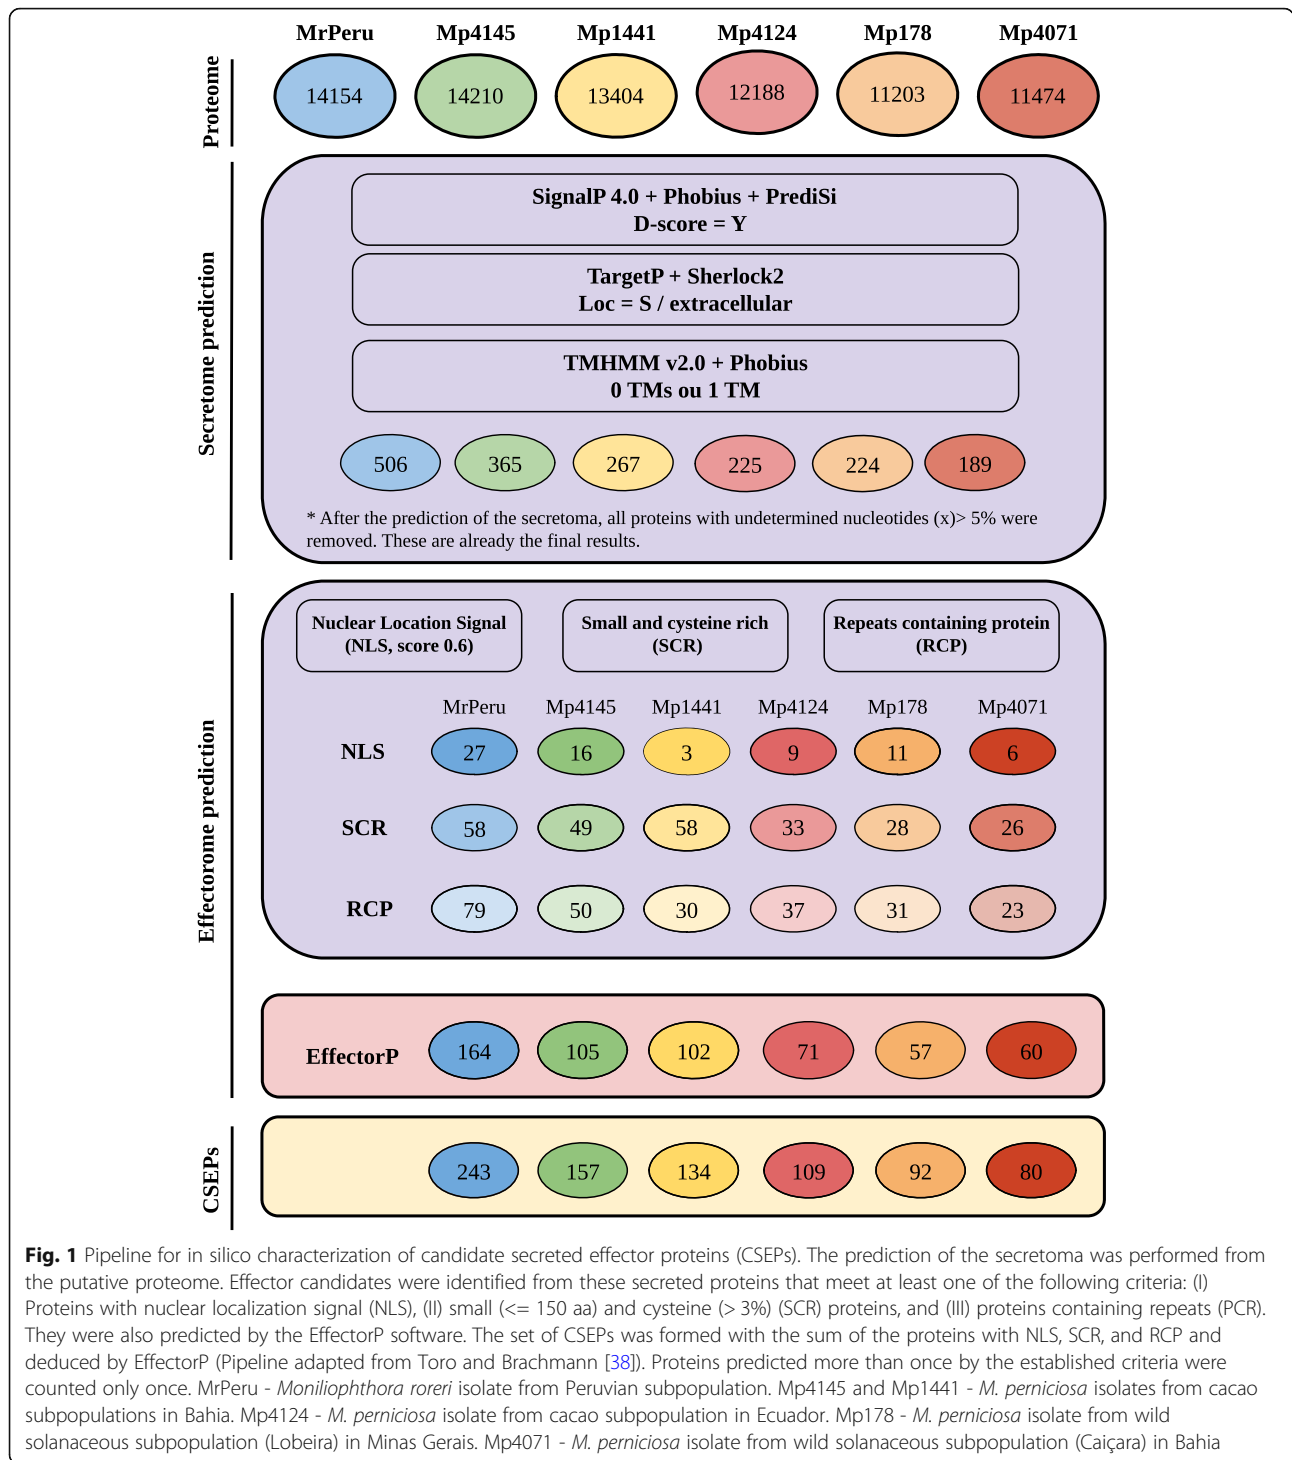 MrPeru Mp4145 Mp1441 Mp4124 Mp178 Mp4071
Proteome
14154 14210 13404 12188 11203 11474
Secretome prediction
SignalP 4.0 + Phobius + PrediSi
D-score = Y
TargetP + Sherlock2
Loc = S / extracellular
TMHMM v2.0 + Phobius
0 TMs ou 1 TM
506 365 267 225 224 189
* After the prediction of the secretoma, all proteins with undetermined nucleotides (x)> 5% were
removed. These are already the final results.
Effectorome prediction
Nuclear Location Signal
(NLS, score 0.6)
Small and cysteine rich
(SCR)
Repeats containing protein
(RCP)
MrPeru Mp4145 Mp1441 Mp4124 Mp178 Mp4071
NLS 27 16 3 9 11 6
SCR 58 49 58 33 28 26
RCP 79 50 30 37 31 23
EffectorP 164 105 102 71 57 60
CSEPs
243 157 134 109 92 80
Fig. 1 Pipeline for in silico characterization of candidate secreted effector proteins (CSEPs). The prediction of the secretoma was performed from
the putative proteome. Effector candidates were identified from these secreted proteins that meet at least one of the following criteria: (I)
Proteins with nuclear localization signal (NLS), (II) small (<= 150 aa) and cysteine (> 3%) (SCR) proteins, and (III) proteins containing repeats (PCR).
They were also predicted by the EffectorP software. The set of CSEPs was formed with the sum of the proteins with NLS, SCR, and RCP and
deduced by EffectorP (Pipeline adapted from Toro and Brachmann [38]). Proteins predicted more than once by the established criteria were
counted only once. MrPeru - Moniliophthora roreri isolate from Peruvian subpopulation. Mp4145 and Mp1441 - M. perniciosa isolates from cacao
subpopulations in Bahia. Mp4124 - M. perniciosa isolate from cacao subpopulation in Ecuador. Mp178 - M. perniciosa isolate from wild
solanaceous subpopulation (Lobeira) in Minas Gerais. Mp4071 - M. perniciosa isolate from wild solanaceous subpopulation (Caiçara) in Bahia